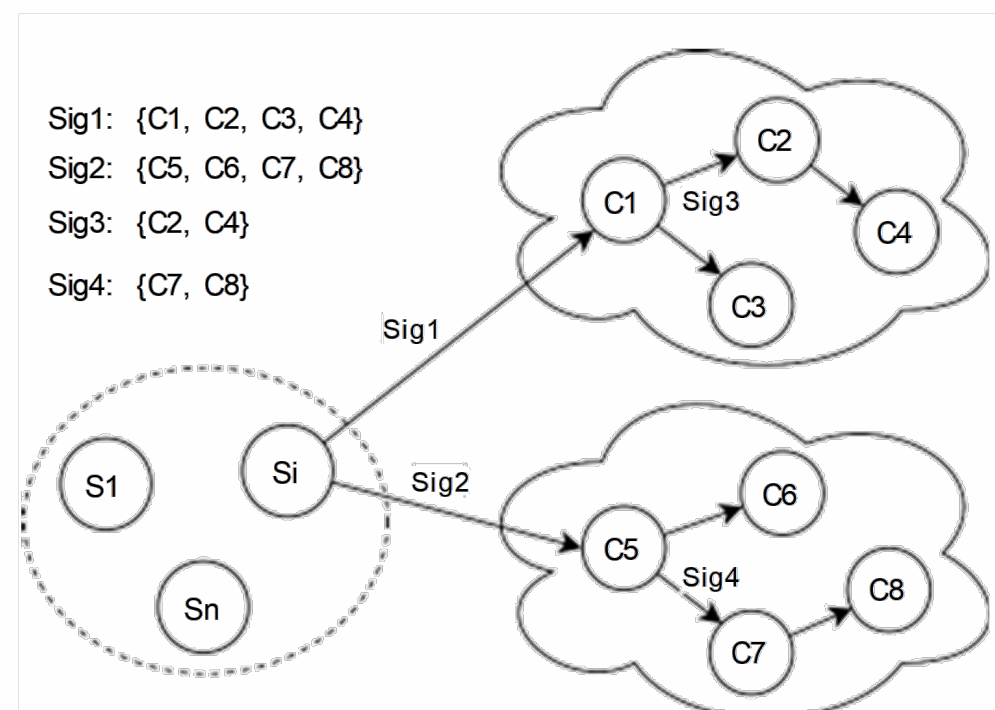 Sig1: {C1, C2, C3, C4}
Sig2: {C5, C6, C7, C8}
Sig3: {C2, C4}
Sig4: {C7, C8}
C2
C1
Sig3
C4
C3
Sig1
S1
Si
Sig2
C6
C5
Sig4
C8
Sn
C7